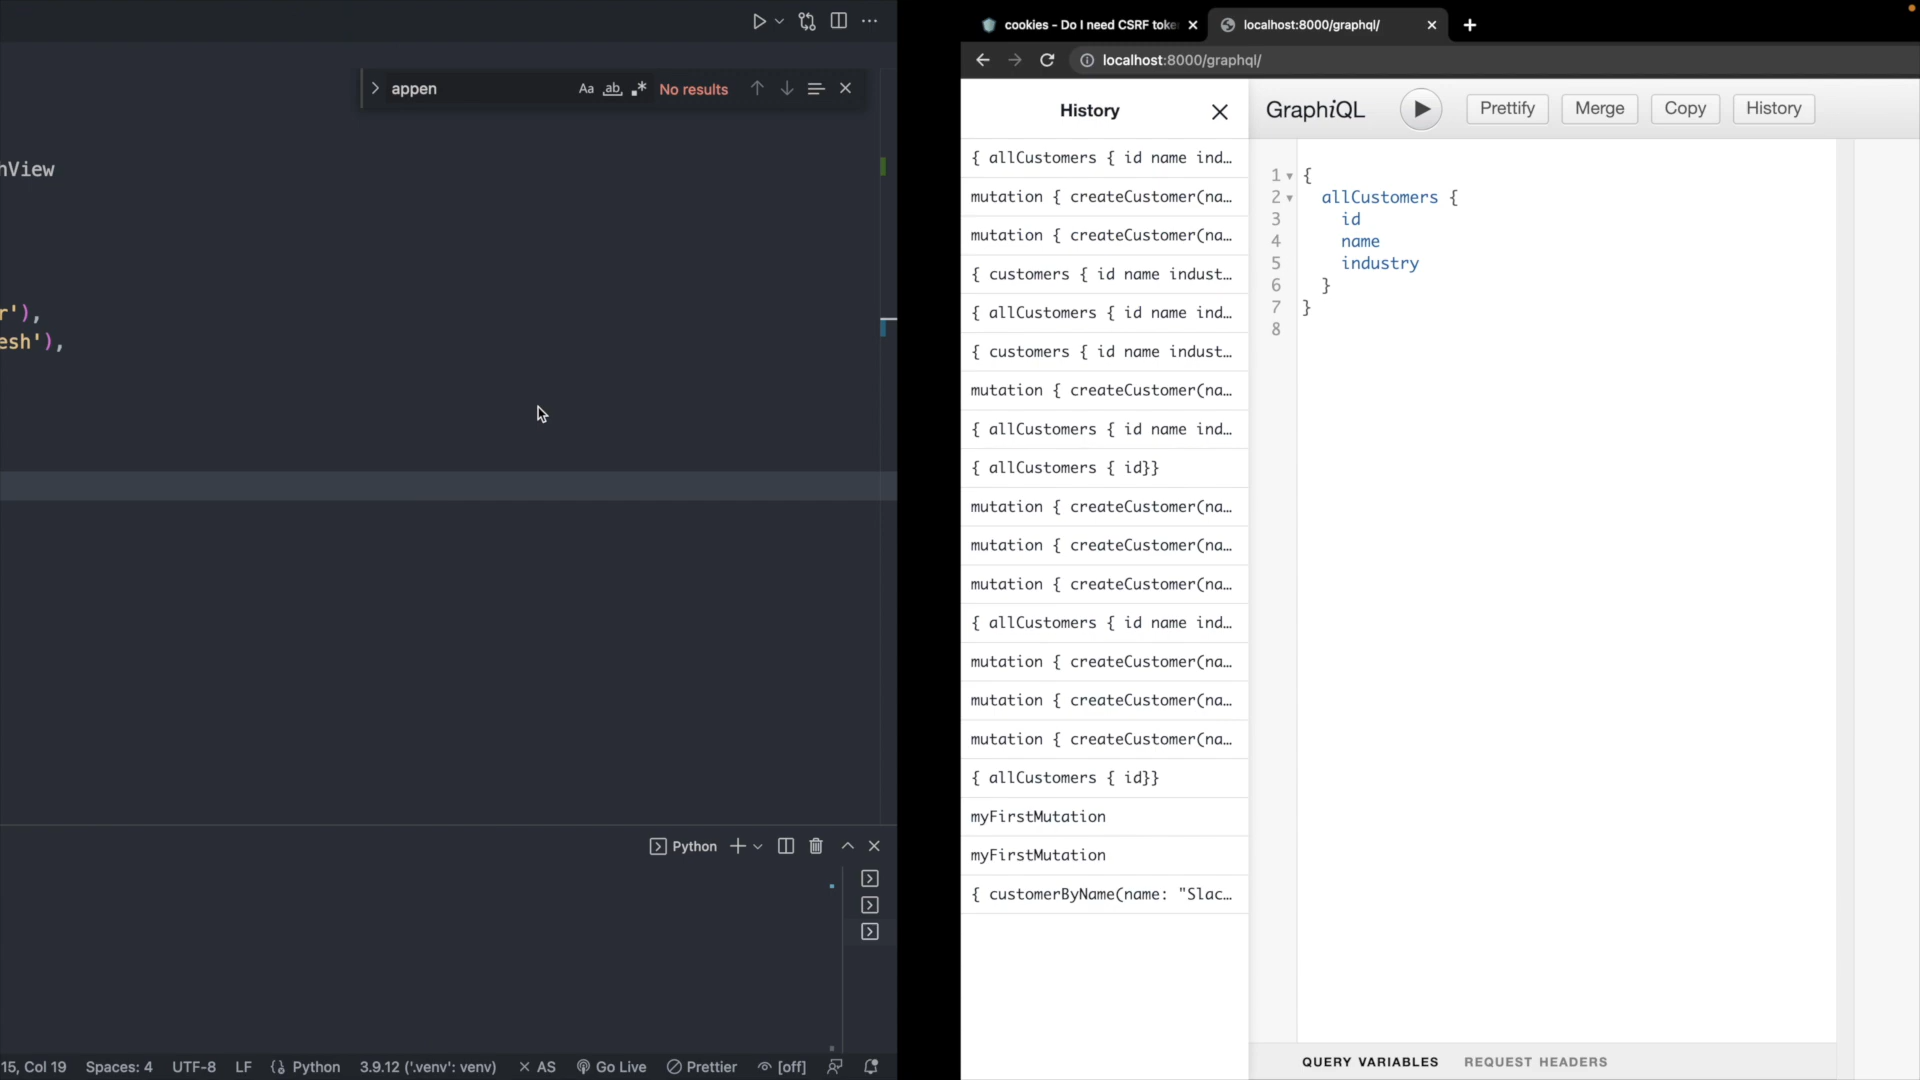 appen
Aa
ab
No results
hView
r'),
esh'),
Python
15, Col 19
Spaces: 4
UTF-8
LF
Python
3.9.12 ('.venv': venv)
AS
Go Live
Prettier
[off]
cookies - Do I need CSRF toke
localhost:8000/graphql/
localhost:8000/graphql/
History
{ allCustomers { id name ind…
mutation { createCustomer(na…
mutation { createCustomer(na…
{ customers { id name indust…
{ allCustomers { id name ind…
{ customers { id name indust…
mutation { createCustomer(na…
{ allCustomers { id name ind…
{ allCustomers { id}}
mutation { createCustomer(na…
mutation { createCustomer(na…
mutation { createCustomer(na…
{ allCustomers { id name ind…
mutation { createCustomer(na…
mutation { createCustomer(na…
mutation { createCustomer(na…
{ allCustomers { id}}
myFirstMutation
myFirstMutation
{ customerByName(name: "Slac…
GraphiQL
Prettify
Merge
Copy
History
1 {
2 allCustomers {
3 id
4 name
5 industry
6 }
7 }
8
QUERY VARIABLES
REQUEST HEADERS